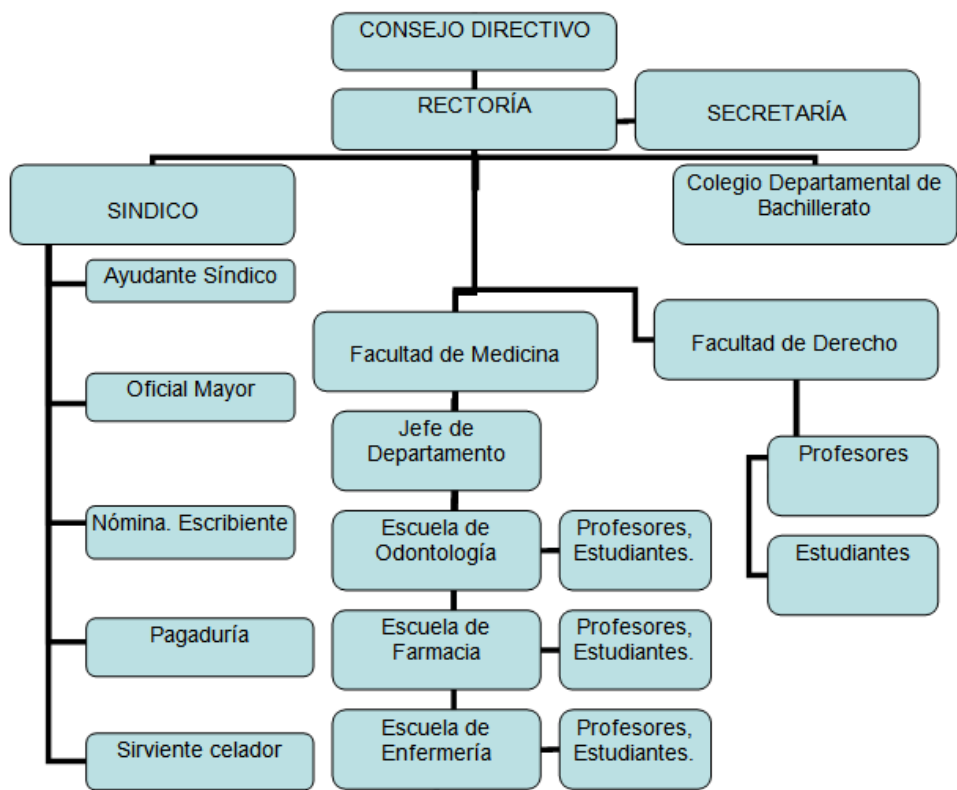 CONSEJO DIRECTIVO
RECTORÍA
SECRETARÍA
SINDICO
Colegio Departamental de
Bachillerato
Ayudante Síndico
Oficial Mayor
Nómina. Escribiente
Pagaduría
Sirviente celador
Facultad de Medicina
Jefe de
Departamento
Escuela de
Odontología
Profesores,
Estudiantes.
Escuela de
Farmacia
Profesores,
Estudiantes.
Escuela de
Enfermería
Profesores,
Estudiantes.
Facultad de Derecho
Profesores
Estudiantes